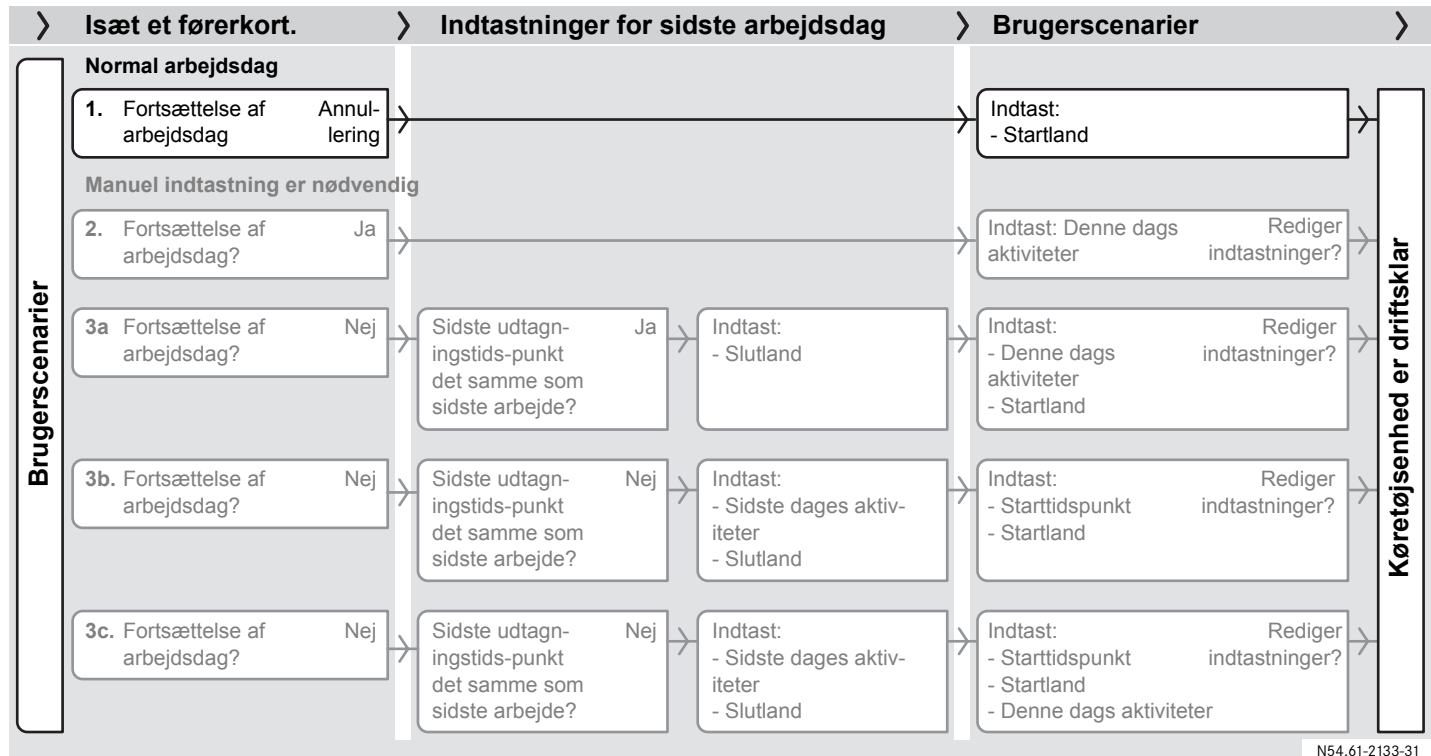 Isæt et førerkort.
Indtastninger for sidste arbejdsdag
Brugerscenarier
Brugerscenarier
Normal arbejdsdag
1. Fortsættelse af Annul-
arbejdsdag lering
Indtast:
- Startland
Manuel indtastning er nødvendig
2. Fortsættelse af Ja
arbejdsdag?
Indtast: Denne dags Rediger
aktiviteter indtastninger?
3a Fortsættelse af Nej
arbejdsdag?
Sidste udtagn- Ja
ingstids-punkt
det samme som
sidste arbejde?
Indtast:
- Slutland
Indtast: Rediger
- Denne dags indtastninger?
aktiviteter
- Startland
3b. Fortsættelse af Nej
arbejdsdag?
Sidste udtagn- Nej
ingstids-punkt
det samme som
sidste arbejde?
Indtast:
- Sidste dages aktiv-
iteter
- Slutland
Indtast: Rediger
- Starttidspunkt indtastninger?
- Startland
3c. Fortsættelse af Nej
arbejdsdag?
Sidste udtagn- Nej
ingstids-punkt
det samme som
sidste arbejde?
Indtast:
- Sidste dages aktiv-
iteter
- Slutland
Indtast: Rediger
- Starttidspunkt indtastninger?
- Startland
- Denne dags aktiviteter
Køretøjsenhed er driftsklar
N54.61-2133-31